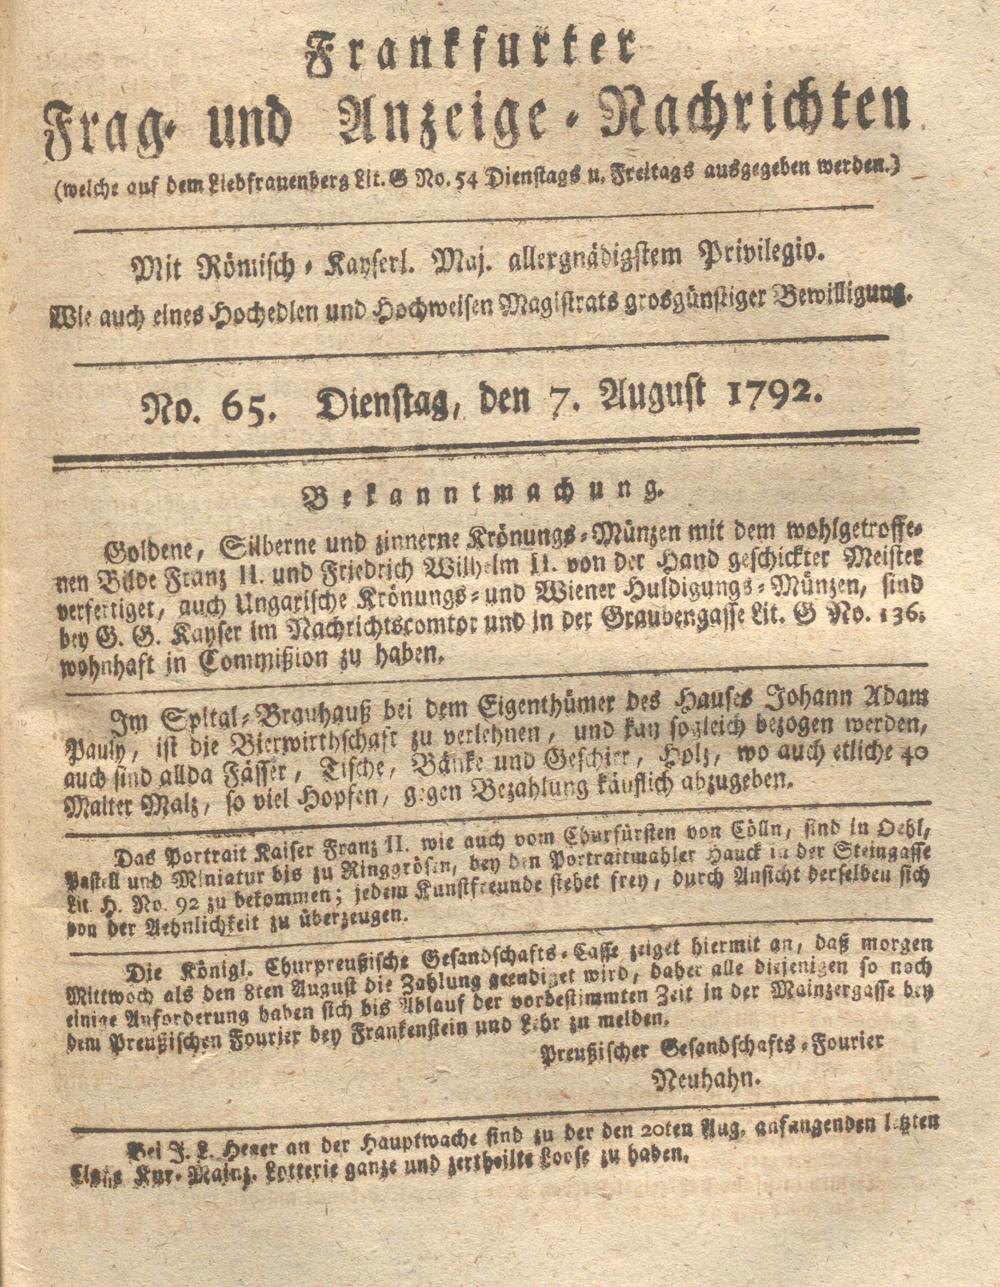 Frankfurter
Frag- und Anzeige-Nachrichten
(welche auf dem Liebfrauenberg Lit. G No. 54 Dienstags u. Freitags ausgegeben werden.)
Mit Römisch-Kayserl. Maj. allergnädigstem Privilegio.
Wie auch eines Hochedlen und Hochweisen Magistrats grosgünstiger Bewilligung.
No. 65. Dienstag, den 7. August 1792.
Bekanntmachung.
Goldene, Silberne und zinnerne Krönungs-Münzen mit dem wohlgetroffe-
nen Bilde Franz II. und Friedrich Wilhelm II. von der Hand geschickter Meister
verfertiget, auch Ungarische Krönungs- und Wiener Huldigungs-Münzen, sind
bey G. G. Kayser im Nachrichtscomtor und in der Graubengasse Lit. G No. 136.
wohnhaft in Commißion zu haben.
Im Spital-Brauhauß bei dem Eigenthümer des Hauses Johann Adam
Pauly, ist die Bierwirthschaft zu verlehnen, und kan sogleich bezogen werden,
auch sind allda Fässer, Tische, Bänke und Geschirr, Holz, wo auch etliche 40
Malter Malz, so viel Hopfen, gegen Bezahlung käuflich abzugeben.
Das Portrait Kaiser Franz II. wie auch vom Churfürsten von Cölln, sind in Oehl,
Pastell und Miniatur bis zu Ringgrösen, bey den Portraitmahler Hauck in der Steingasse
Lit. H. No. 92 zu bekommen; jedem Kunstfreunde stehet frey, durch Ansicht derselben sich
von der Aehnlichkeit zu überzeugen.
Die Königl. Churpreußische Gesandschafts-Casse zeiget hiermit an, daß morgen
Mittwoch als den 8ten August die Zahlung geendiget wird, daher alle diejenigen so noch
einige Anforderung haben sich bis Ablauf der vorbestimmten Zeit in der Mainzergasse bey
dem Preußischen Fourier bey Frankenstein und Lehr zu melden.
Preußischer Gesandschafts-Fourier
Neuhahn.
Bei J. L. Heyer an der Hauptwache sind zu der den 20ten Aug. anfangenden letzten
Classe Kur-Mainz. Lotterie ganze und zertheilte Loose zu haben.